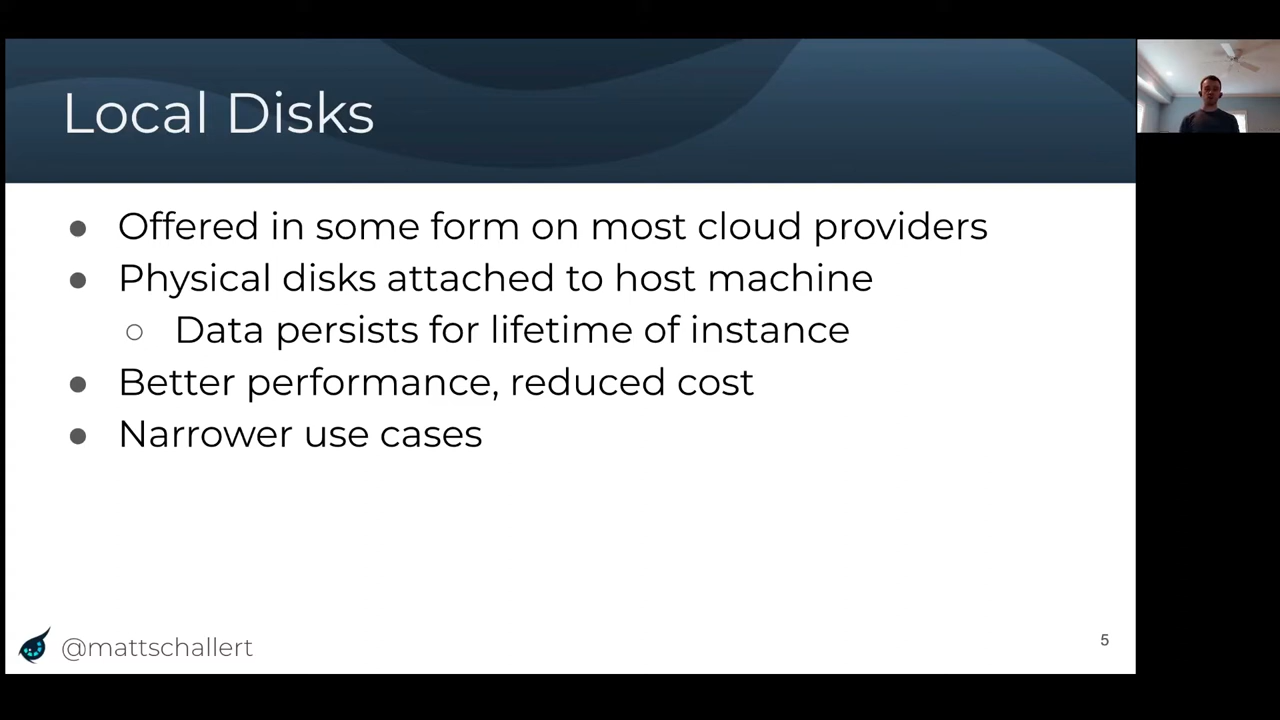 Local Disks
● Offered in some form on most cloud providers
● Physical disks attached to host machine
○ Data persists for lifetime of instance
● Better performance, reduced cost
● Narrower use cases
@mattschallert
5